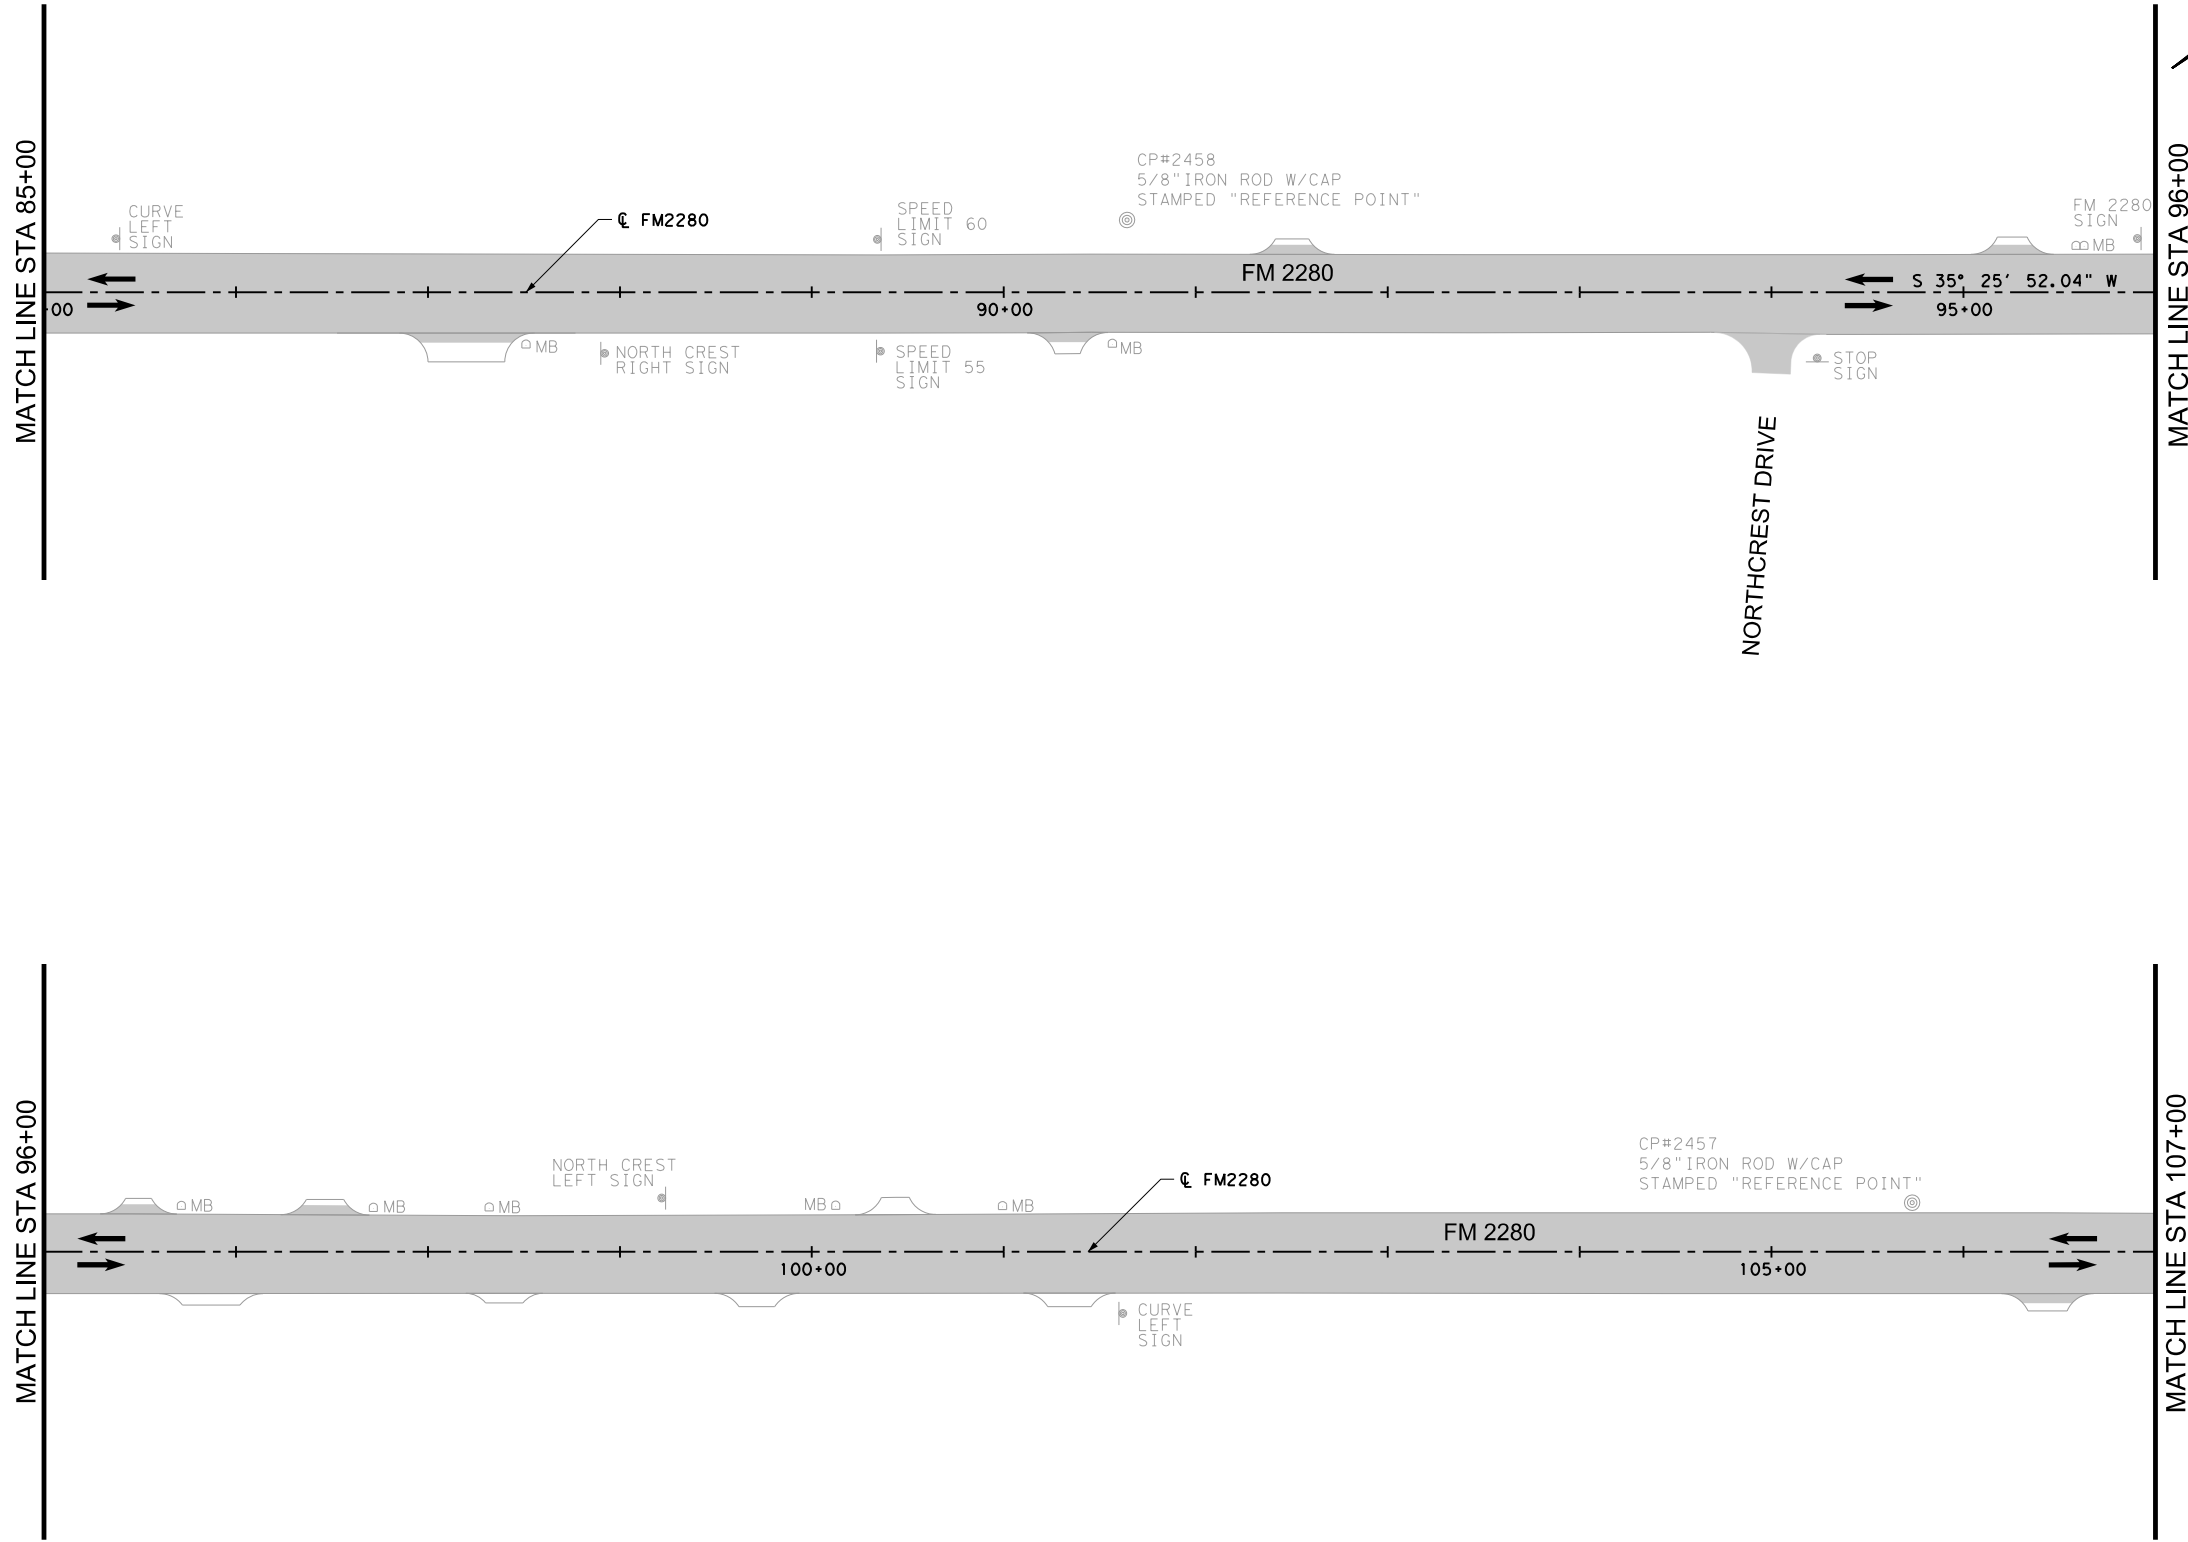 MATCH LINE STA 85+00
CURVE
LEFT
SIGN
℄ FM2280
SPEED
LIMIT 60
SIGN
CP#2458
5/8"IRON ROD W/CAP
STAMPED "REFERENCE POINT"
FM 2280
SIGN
MB
FM 2280
S 35° 25' 52.04" W
+00
90+00
95+00
MB
NORTH CREST
RIGHT SIGN
SPEED
LIMIT 55
SIGN
MB
STOP
SIGN
NORTHCREST DRIVE
MATCH LINE STA 96+00
MATCH LINE STA 96+00
MB
MB
MB
NORTH CREST
LEFT SIGN
MB
MB
℄ FM2280
CP#2457
5/8"IRON ROD W/CAP
STAMPED "REFERENCE POINT"
FM 2280
100+00
105+00
CURVE
LEFT
SIGN
MATCH LINE STA 107+00